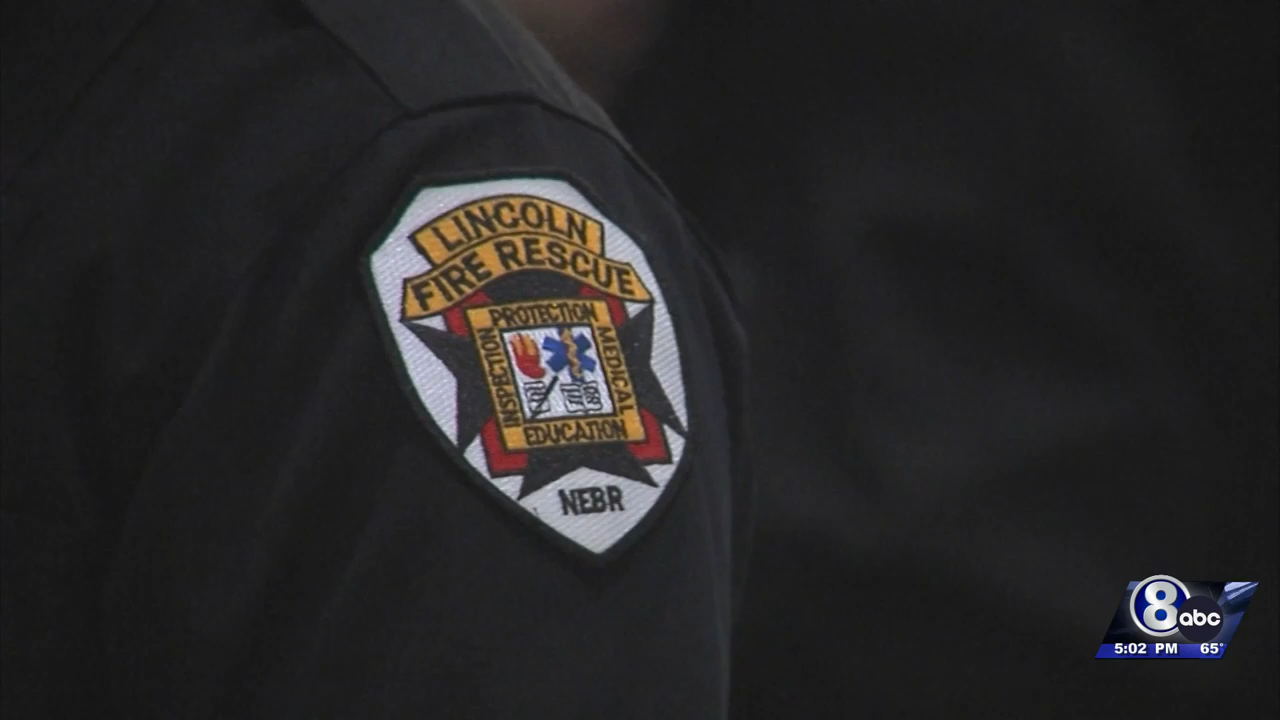 LINCOLN
FIRE RESCUE
PROTECTION
INSPECTION
MEDICAL
EDUCATION
NEBR
8 abc
5:02 PM 65°